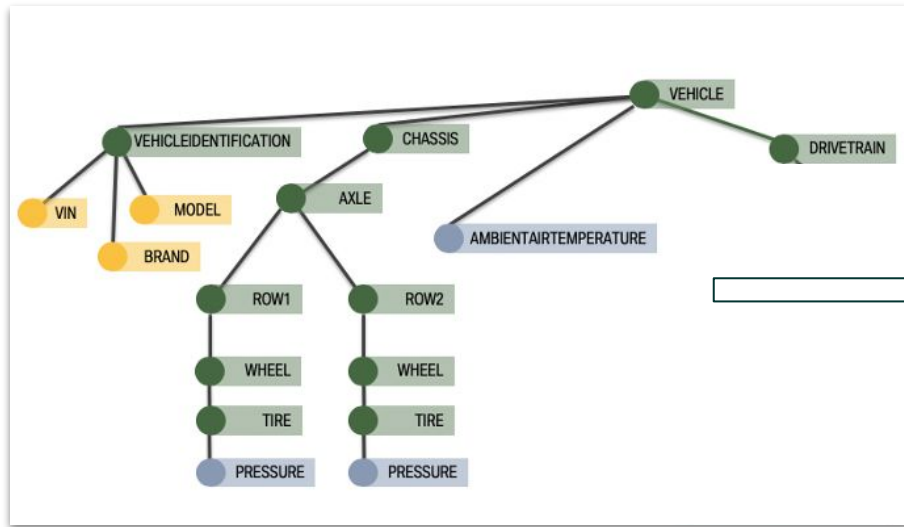 VEHICLE
VEHICLEIDENTIFICATION
CHASSIS
DRIVETRAIN
VIN
MODEL
AXLE
BRAND
AMBIENTAIRTEMPERATURE
ROW1
ROW2
WHEEL
WHEEL
TIRE
TIRE
PRESSURE
PRESSURE